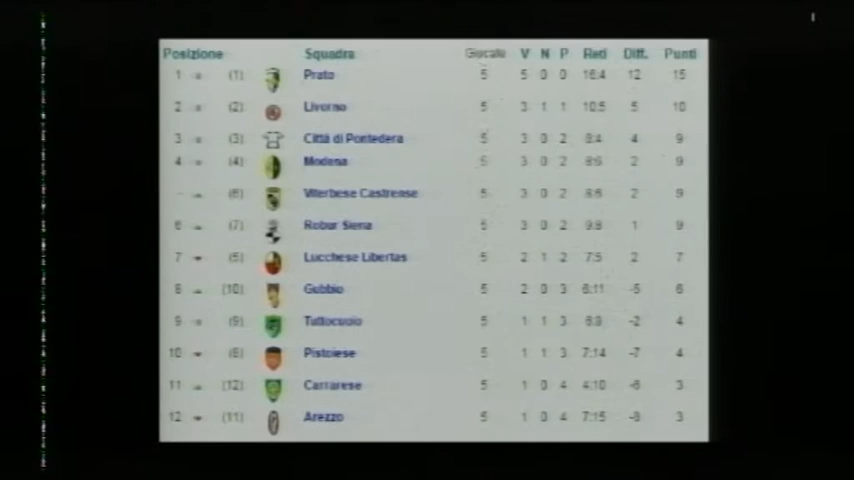 Posizione Squadra Giocate V N P Reti Diff. Punti
1 (1) Prato 5 5 0 0 16:4 12 15
2 (2) Livorno 5 3 1 1 10:5 5 10
3 (3) Città di Pontedera 5 3 0 2 8:4 4 9
4 (4) Modena 5 3 0 2 8:6 2 9
(6) Viterbese Castrense 5 3 0 2 8:6 2 9
6 (7) Robur Siena 5 3 0 2 9:8 1 9
7 (5) Lucchese Libertas 5 2 1 2 7:5 2 7
8 (10) Gubbio 5 2 0 3 6:11 -5 6
9 (9) Tuttocuoio 5 1 1 3 -2 4
10 (8) Pistoiese 5 1 1 3 7:14 -7 4
11 (12) Carrarese 5 1 0 4 4:10 -6 3
12 (11) Arezzo 5 1 0 4 7:15 -8 3